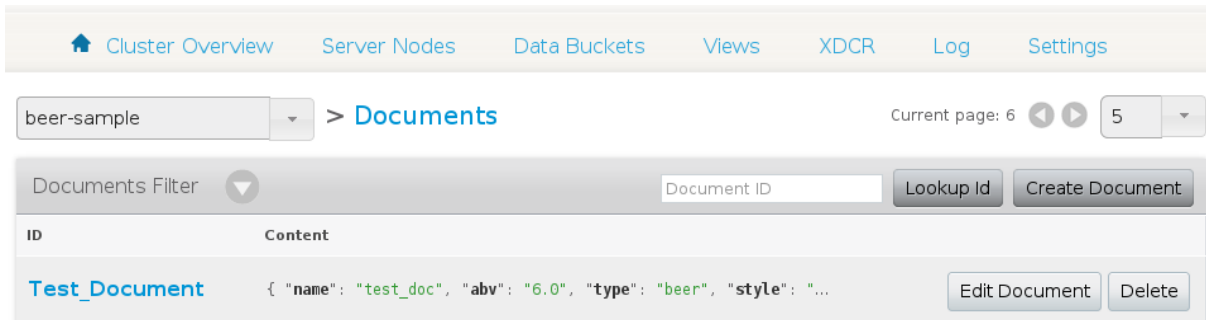 Cluster Overview Server Nodes Data Buckets Views XDCR Log Settings
beer-sample > Documents Current page: 6 5
Documents Filter Document ID Lookup Id Create Document
ID Content
Test_Document { "name": "test_doc", "abv": "6.0", "type": "beer", "style": "... Edit Document Delete